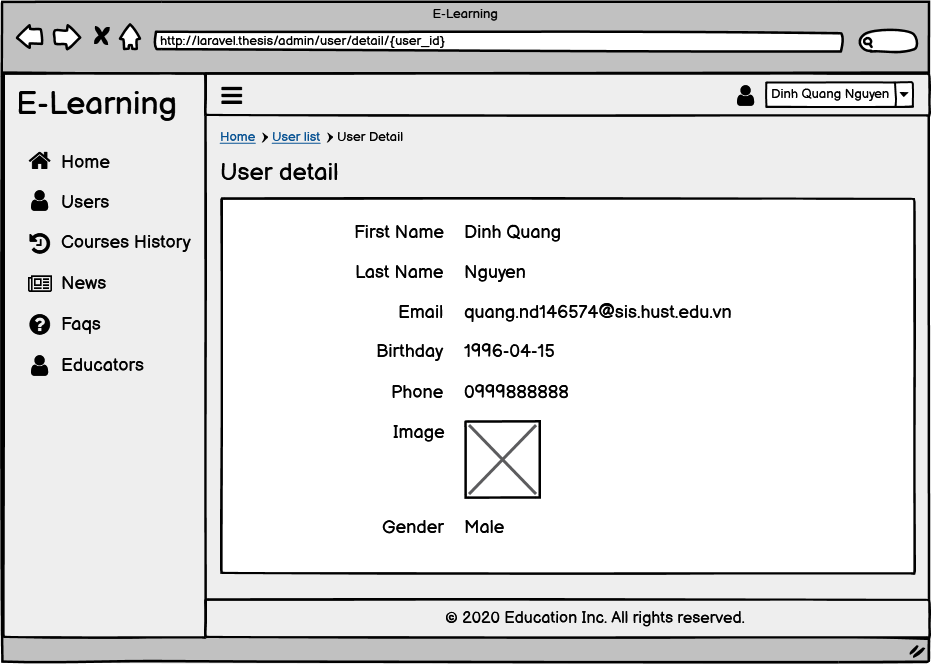 E-Learning
http://laravel.thesis/admin/user/detail/{user_id}
E-Learning
Home
Users
Courses History
News
Faqs
Educators
Dinh Quang Nguyen
Home User list User Detail
User detail
First Name Dinh Quang
Last Name Nguyen
Email quang.nd146574@sis.hust.edu.vn
Birthday 1996-04-15
Phone 0999888888
Image
Gender Male
© 2020 Education Inc. All rights reserved.